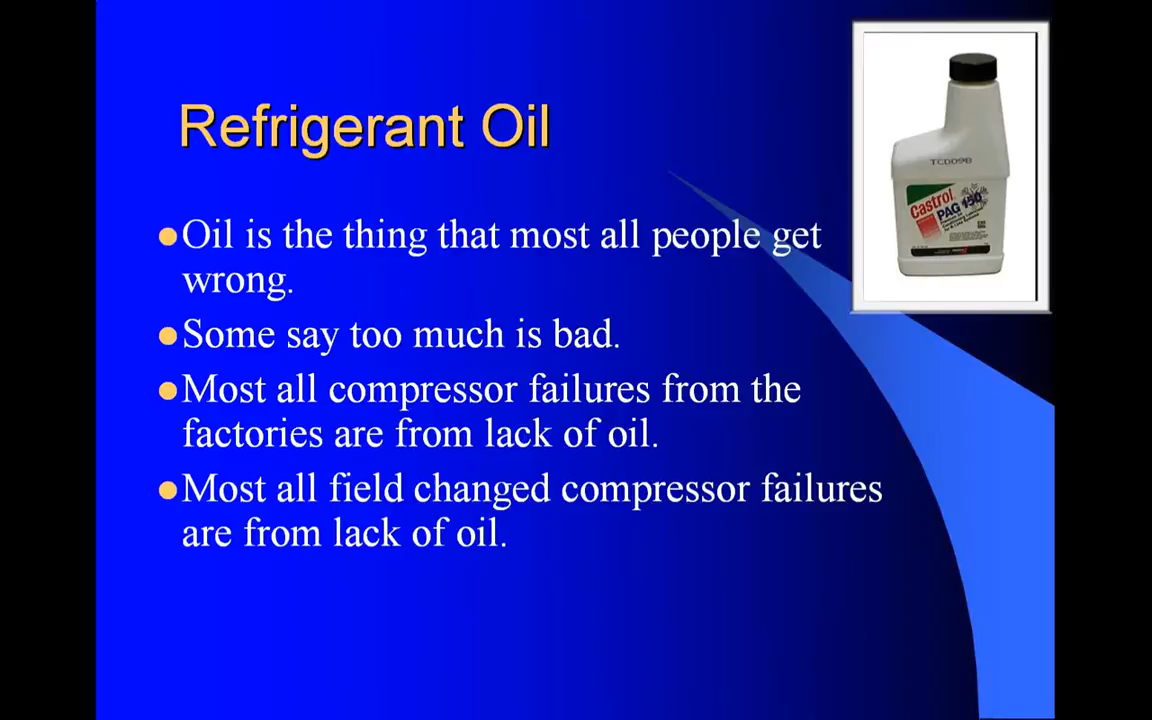 Refrigerant Oil
Oil is the thing that most all people get
wrong.
Some say too much is bad.
Most all compressor failures from the
factories are from lack of oil.
Most all field changed compressor failures
are from lack of oil.
TCD09B
Castrol
PAG 150